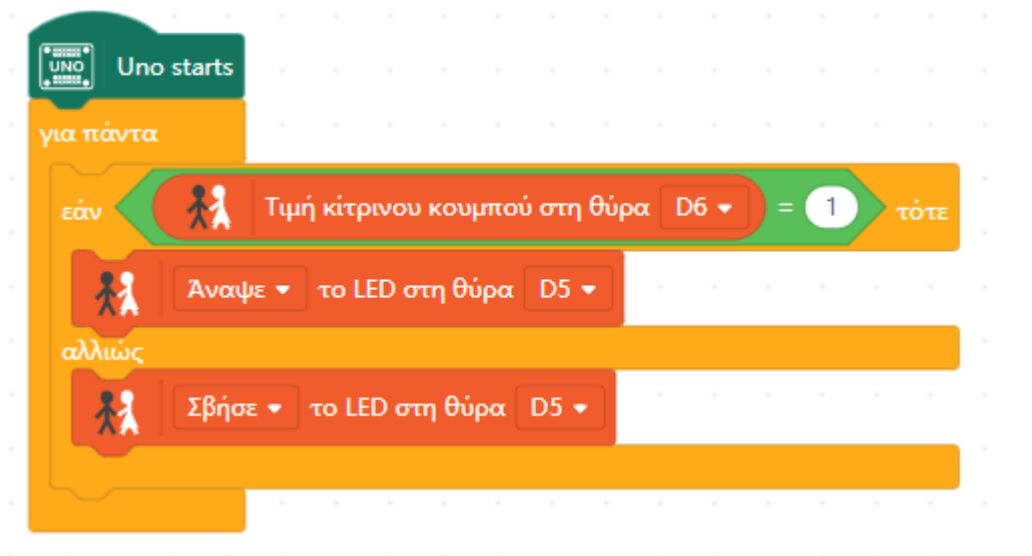 UNO Uno starts
για πάντα
εάν Τιμή κίτρινου κουμπού στη θύρα D6 = 1 τότε
Άναψε το LED στη θύρα D5
αλλιώς
Σβήσε το LED στη θύρα D5